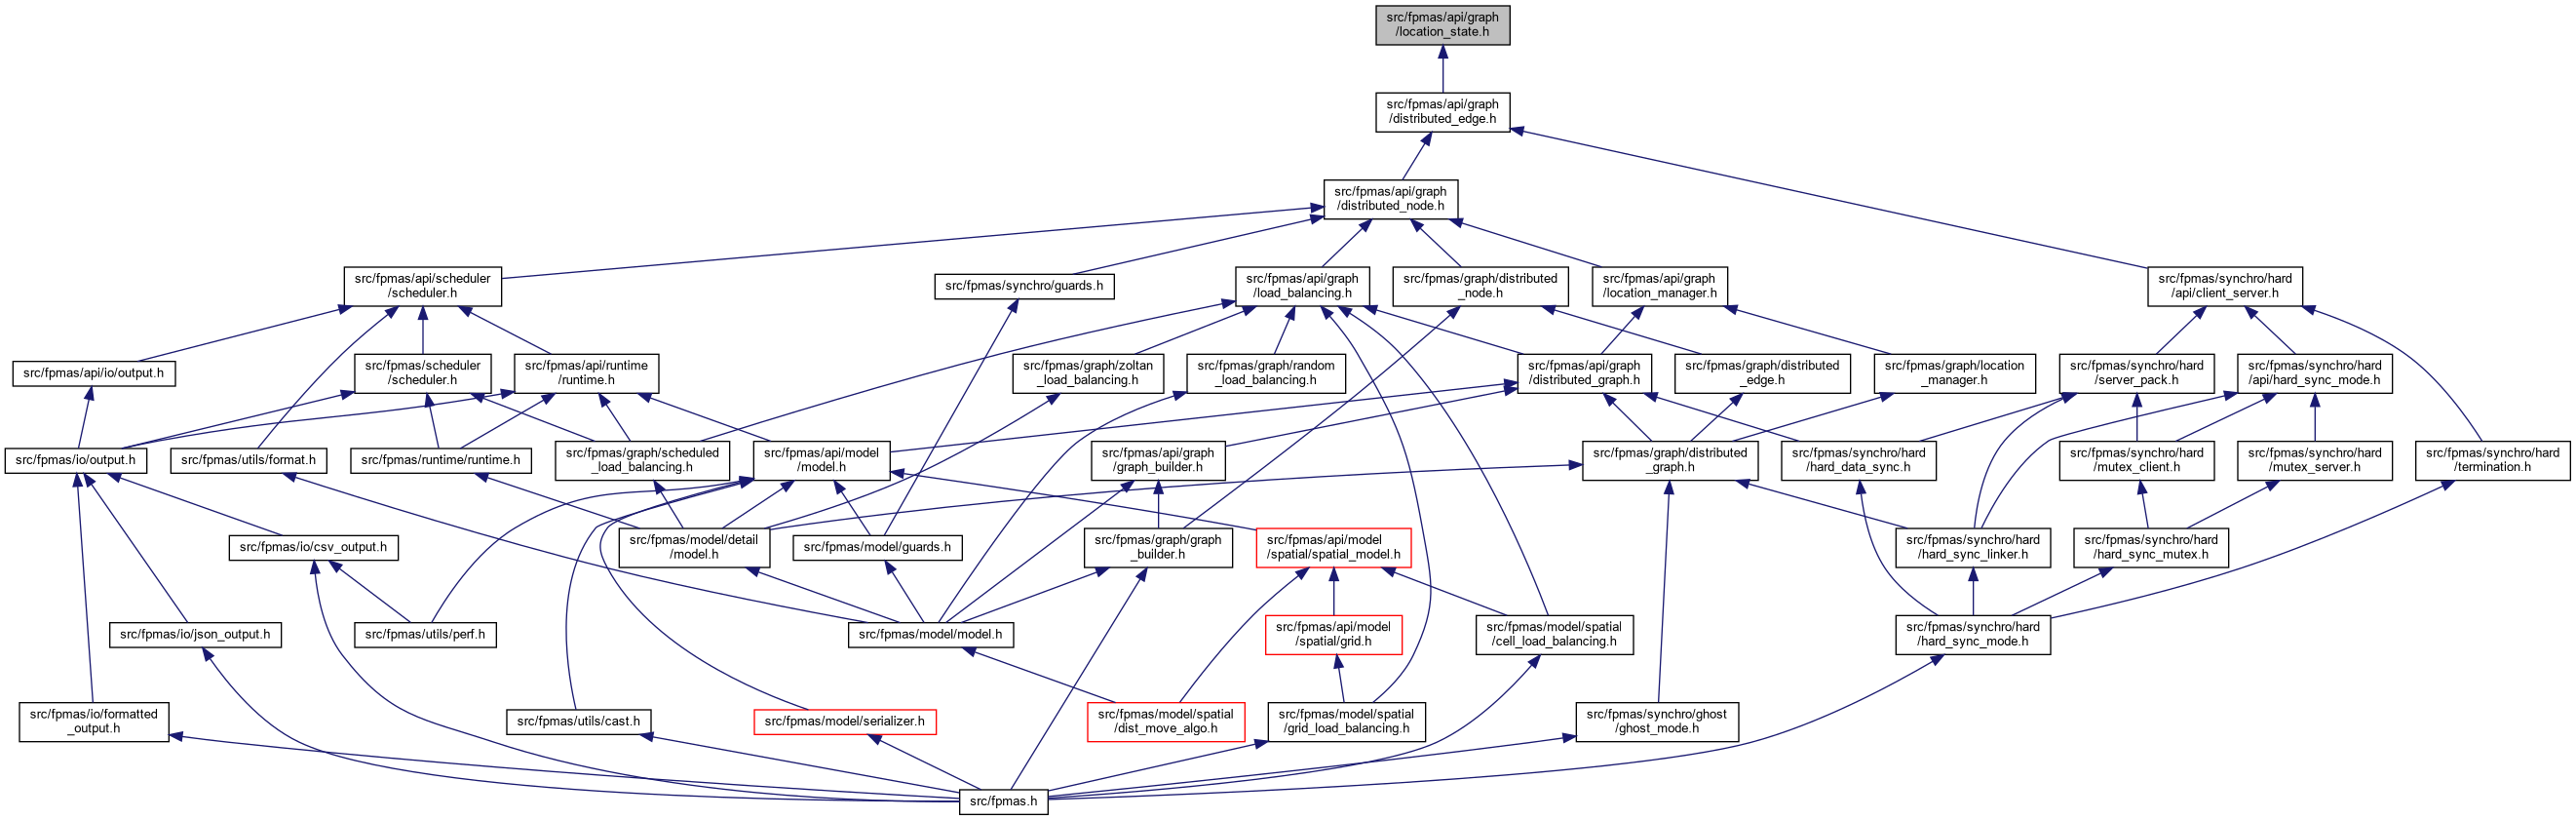 src/fpmas/api/graph
/location_state.h
src/fpmas/api/graph
/distributed_edge.h
src/fpmas/api/graph
/distributed_node.h
src/fpmas/api/scheduler
/scheduler.h
src/fpmas/synchro/guards.h
src/fpmas/api/graph
/load_balancing.h
src/fpmas/graph/distributed
_node.h
src/fpmas/api/graph
/location_manager.h
src/fpmas/synchro/hard
/api/client_server.h
src/fpmas/api/io/output.h
src/fpmas/scheduler
/scheduler.h
src/fpmas/api/runtime
/runtime.h
src/fpmas/graph/zoltan
_load_balancing.h
src/fpmas/graph/random
_load_balancing.h
src/fpmas/api/graph
/distributed_graph.h
src/fpmas/graph/distributed
_edge.h
src/fpmas/graph/location
_manager.h
src/fpmas/synchro/hard
/server_pack.h
src/fpmas/synchro/hard
/api/hard_sync_mode.h
src/fpmas/io/output.h
src/fpmas/utils/format.h
src/fpmas/runtime/runtime.h
src/fpmas/graph/scheduled
_load_balancing.h
src/fpmas/api/model
/model.h
src/fpmas/api/graph
/graph_builder.h
src/fpmas/graph/distributed
_graph.h
src/fpmas/synchro/hard
/hard_data_sync.h
src/fpmas/synchro/hard
/mutex_client.h
src/fpmas/synchro/hard
/mutex_server.h
src/fpmas/synchro/hard
/termination.h
src/fpmas/io/csv_output.h
src/fpmas/model/detail
/model.h
src/fpmas/model/guards.h
src/fpmas/graph/graph
_builder.h
src/fpmas/api/model
/spatial/spatial_model.h
src/fpmas/synchro/hard
/hard_sync_linker.h
src/fpmas/synchro/hard
/hard_sync_mutex.h
src/fpmas/io/json_output.h
src/fpmas/utils/perf.h
src/fpmas/model/model.h
src/fpmas/api/model
/spatial/grid.h
src/fpmas/model/spatial
/cell_load_balancing.h
src/fpmas/synchro/hard
/hard_sync_mode.h
src/fpmas/io/formatted
_output.h
src/fpmas/utils/cast.h
src/fpmas/model/serializer.h
src/fpmas/model/spatial
/dist_move_algo.h
src/fpmas/model/spatial
/grid_load_balancing.h
src/fpmas/synchro/ghost
/ghost_mode.h
src/fpmas.h